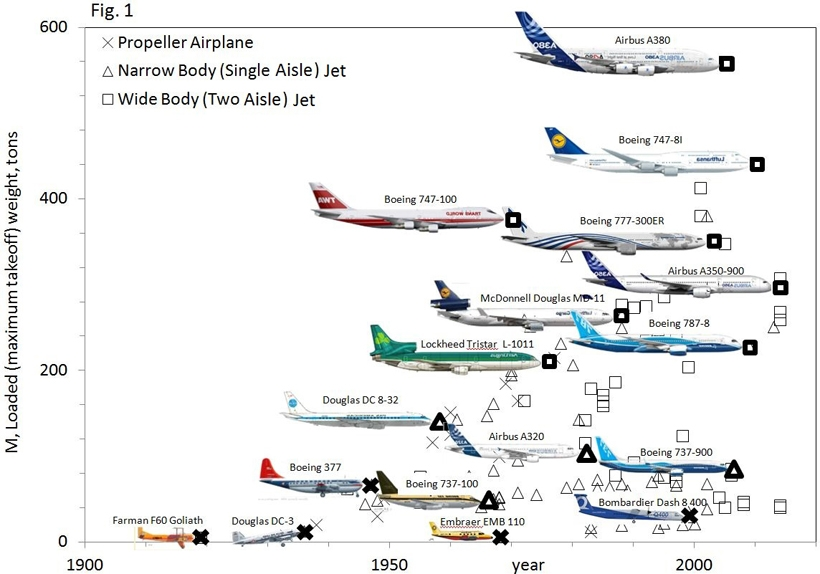 Fig. 1
600
Propeller Airplane
Narrow Body (Single Aisle) Jet
Wide Body (Two Aisle) Jet
Airbus A380
Boeing 747-8I
400
Boeing 747-100
Boeing 777-300ER
Airbus A350-900
McDonnell Douglas MD-11
Boeing 787-8
Lockheed Tristar L-1011
200
Douglas DC 8-32
Airbus A320
Boeing 737-900
Boeing 377
Boeing 737-100
Bombardier Dash 8 400
Farman F60 Goliath
Douglas DC-3
Embraer EMB 110
0
1900
1950
year
2000
M, Loaded (maximum takeoff) weight, tons